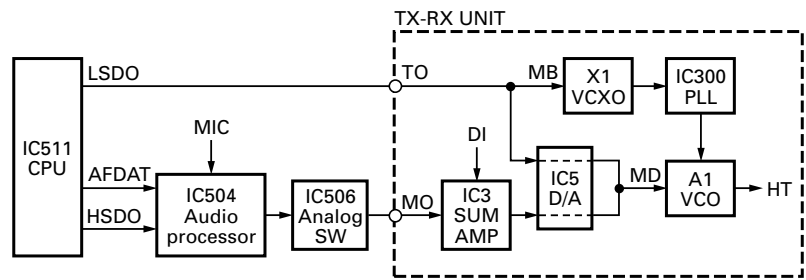 TX-RX UNIT
LSDO
TO
MB
X1
VCXO
IC300
PLL
IC511
CPU
MIC
DI
AFDAT
HSDO
IC504
Audio
processor
IC506
Analog
SW
MO
IC3
SUM
AMP
IC5
D/A
MD
A1
VCO
HT